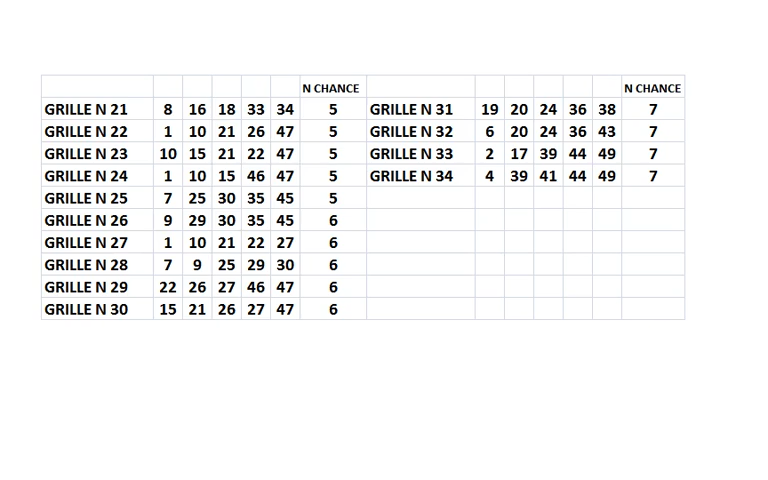 N CHANCE N CHANCE
GRILLE N 21 8 16 18 33 34 5 GRILLE N 31 19 20 24 36 38 7
GRILLE N 22 1 10 21 26 47 5 GRILLE N 32 6 20 24 36 43 7
GRILLE N 23 10 15 21 22 47 5 GRILLE N 33 2 17 39 44 49 7
GRILLE N 24 1 10 15 46 47 5 GRILLE N 34 4 39 41 44 49 7
GRILLE N 25 7 25 30 35 45 5
GRILLE N 26 9 29 30 35 45 6
GRILLE N 27 1 10 21 22 27 6
GRILLE N 28 7 9 25 29 30 6
GRILLE N 29 22 26 27 46 47 6
GRILLE N 30 15 21 26 27 47 6